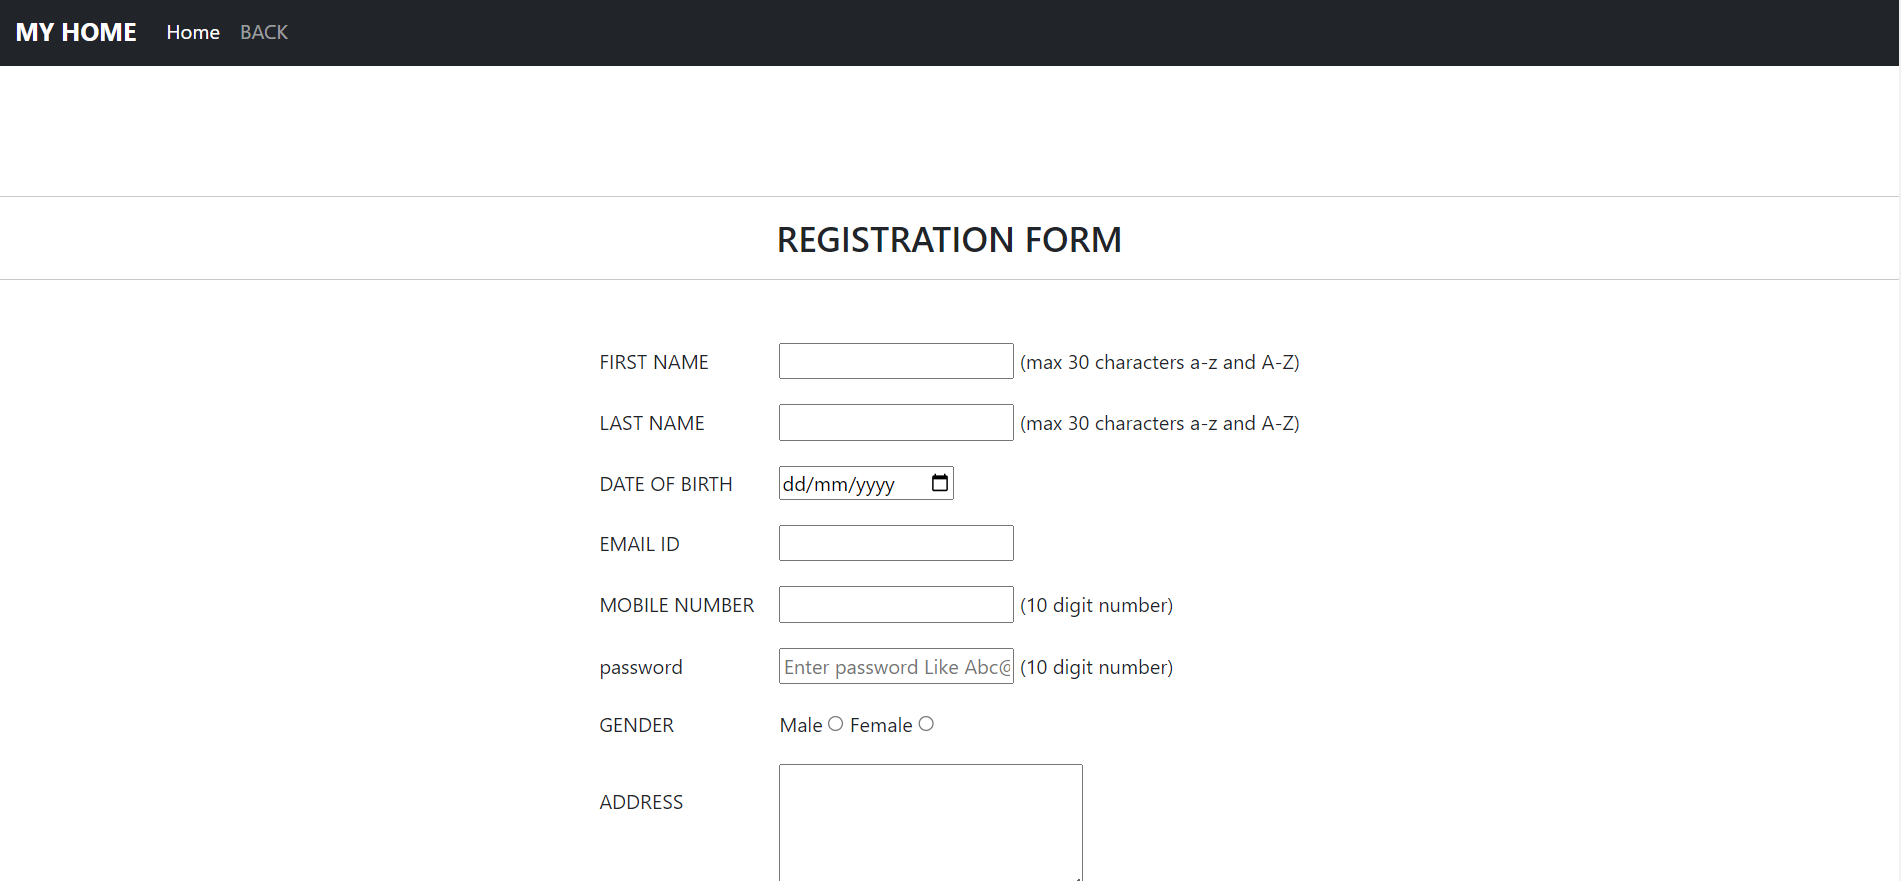 MY HOME Home BACK
REGISTRATION FORM
FIRST NAME (max 30 characters a-z and A-Z)
LAST NAME (max 30 characters a-z and A-Z)
DATE OF BIRTH dd/mm/yyyy
EMAIL ID
MOBILE NUMBER (10 digit number)
password Enter password Like Abc@ (10 digit number)
GENDER Male Female
ADDRESS